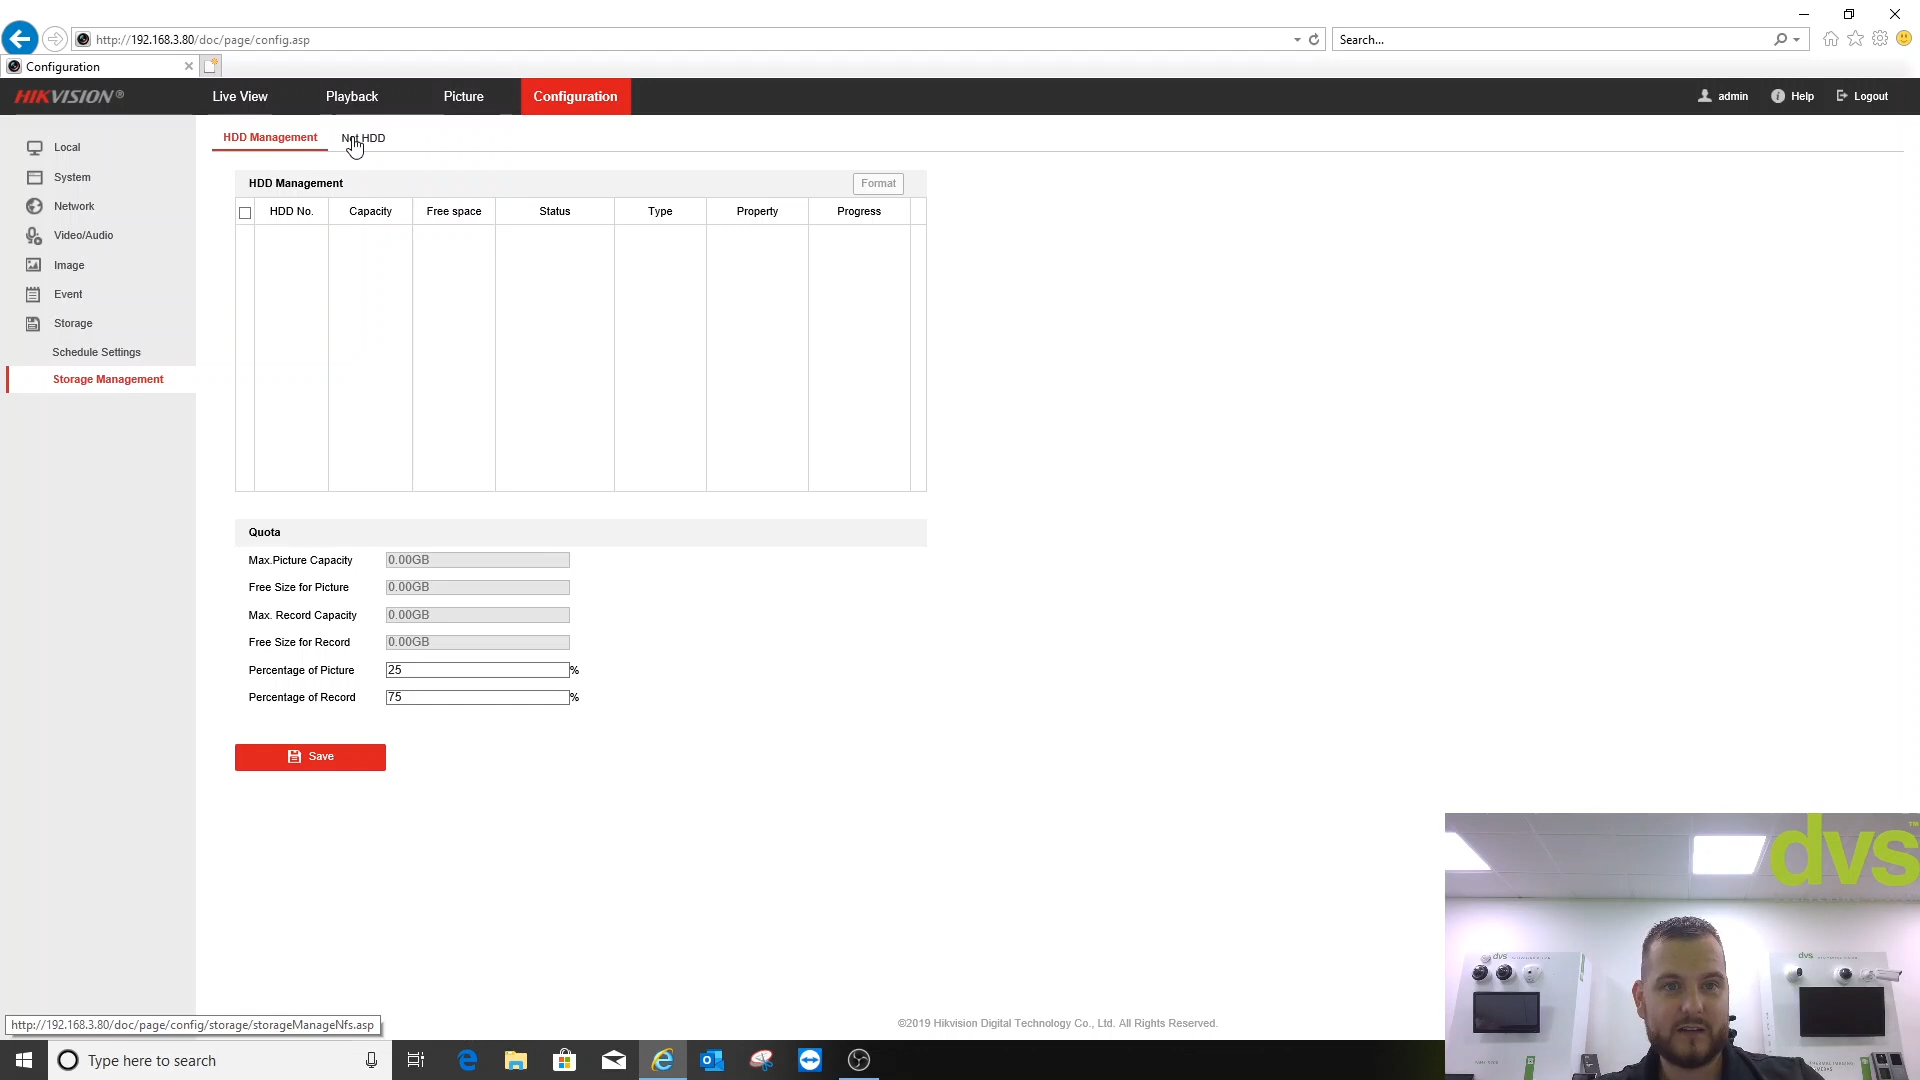 http://192.168.3.80/doc/page/config.asp
Search...
Configuration
HIKVISION®
Live View
Playback
Picture
Configuration
admin
Help
Logout
HDD Management
Net HDD
Local
System
Network
Video/Audio
Image
Event
Storage
Schedule Settings
Storage Management
HDD Management
Format
HDD No.
Capacity
Free space
Status
Type
Property
Progress
Quota
Max.Picture Capacity
0.00GB
Free Size for Picture
0.00GB
Max. Record Capacity
0.00GB
Free Size for Record
0.00GB
Percentage of Picture
25
%
Percentage of Record
75
%
Save
dvs™
dvs
dvs
©2019 Hikvision Digital Technology Co., Ltd. All Rights Reserved.
http://192.168.3.80/doc/page/config/storage/storageManageNfs.asp
Type here to search